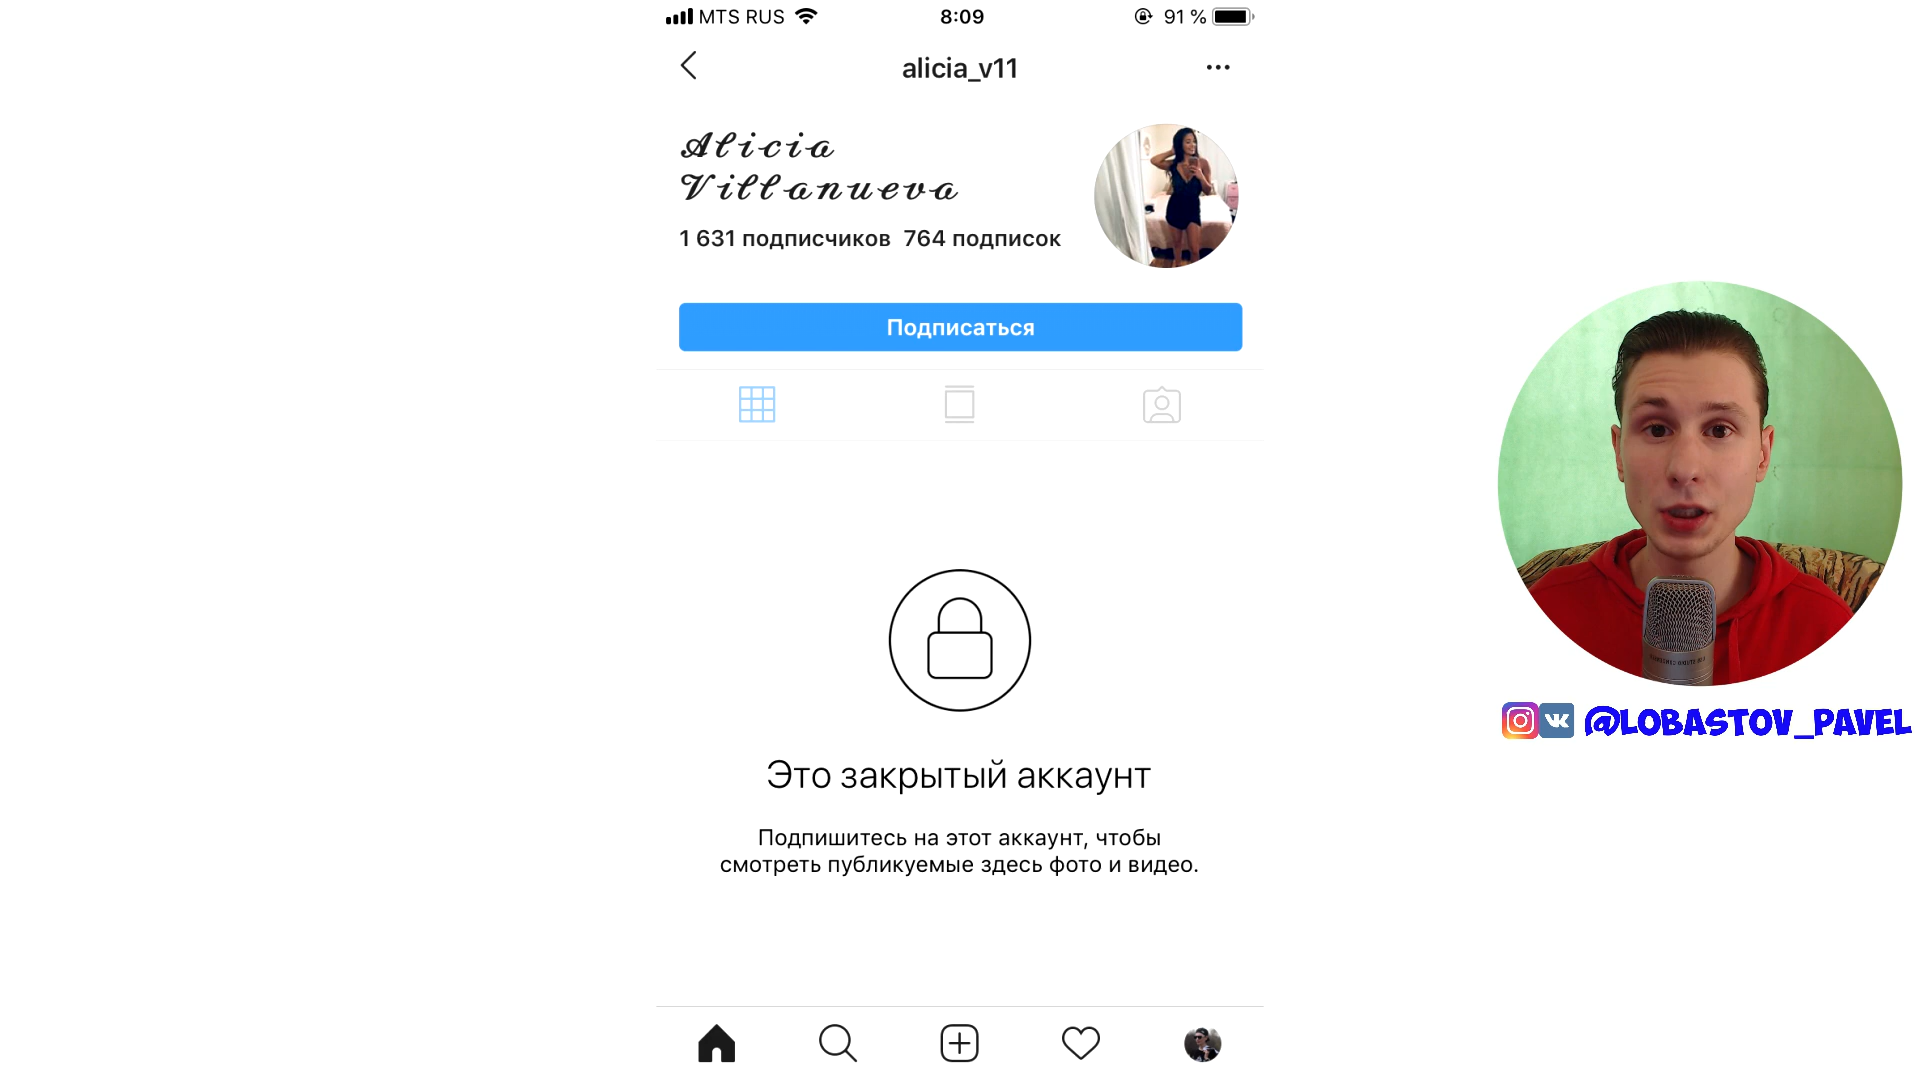 MTS RUS
8:09
91 %
alicia_v11
𝓐𝓵𝓲𝓬𝓲𝓪
𝓥𝓲𝓵𝓵𝓪𝓷𝓾𝓮𝓿𝓪
1 631 подписчиков 764 подписок
Подписаться
Это закрытый аккаунт
Подпишитесь на этот аккаунт, чтобы
смотреть публикуемые здесь фото и видео.
@LOBASTOV_PAVEL